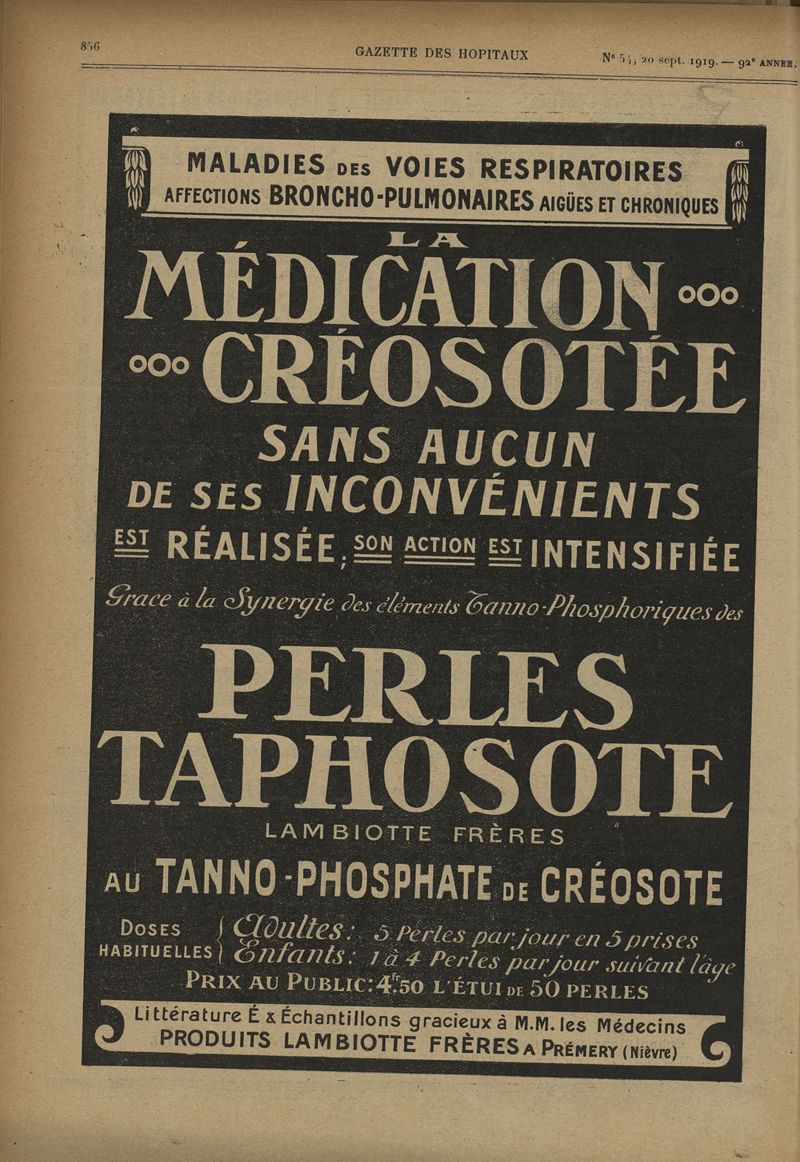 856
GAZETTE DES HOPITAUX
N° 54, 20 sept. 1919. — 92e ANNEE.
MALADIES DES VOIES RESPIRATOIRES
AFFECTIONS BRONCHO-PULMONAIRES AIGÜES ET CHRONIQUES
LA
MÉDICATION
CRÉOSOTÉE
SANS AUCUN
DE SES INCONVÉNIENTS
EST RÉALISÉE; SON ACTION EST INTENSIFIÉE
Grace à la Synergie des éléments Tanno-Phosphoriques des
PERLES
TAPHOSOTE
LAMBIOTTE FRÈRES
AU TANNO-PHOSPHATE DE CRÉOSOTE
DOSES HABITUELLES
Adultes: 5 Perles par jour en 5 prises
Enfants: 1 à 4 Perles par jour suivant l'âge
PRIX AU PUBLIC: 4fr50 L'ÉTUI DE 50 PERLES
Littérature É & Échantillons gracieux à M.M. les Médecins
PRODUITS LAMBIOTTE FRÈRES A PRÉMERY (Nièvre)